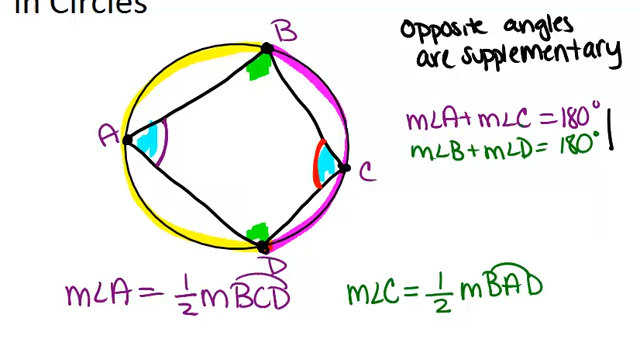 in Circles
opposite angles
are supplementary
m∠A + m∠C = 180°
m∠B + m∠D = 180°
B
A
C
D
m∠A = 1/2 mBCD
m∠C = 1/2 mBAD